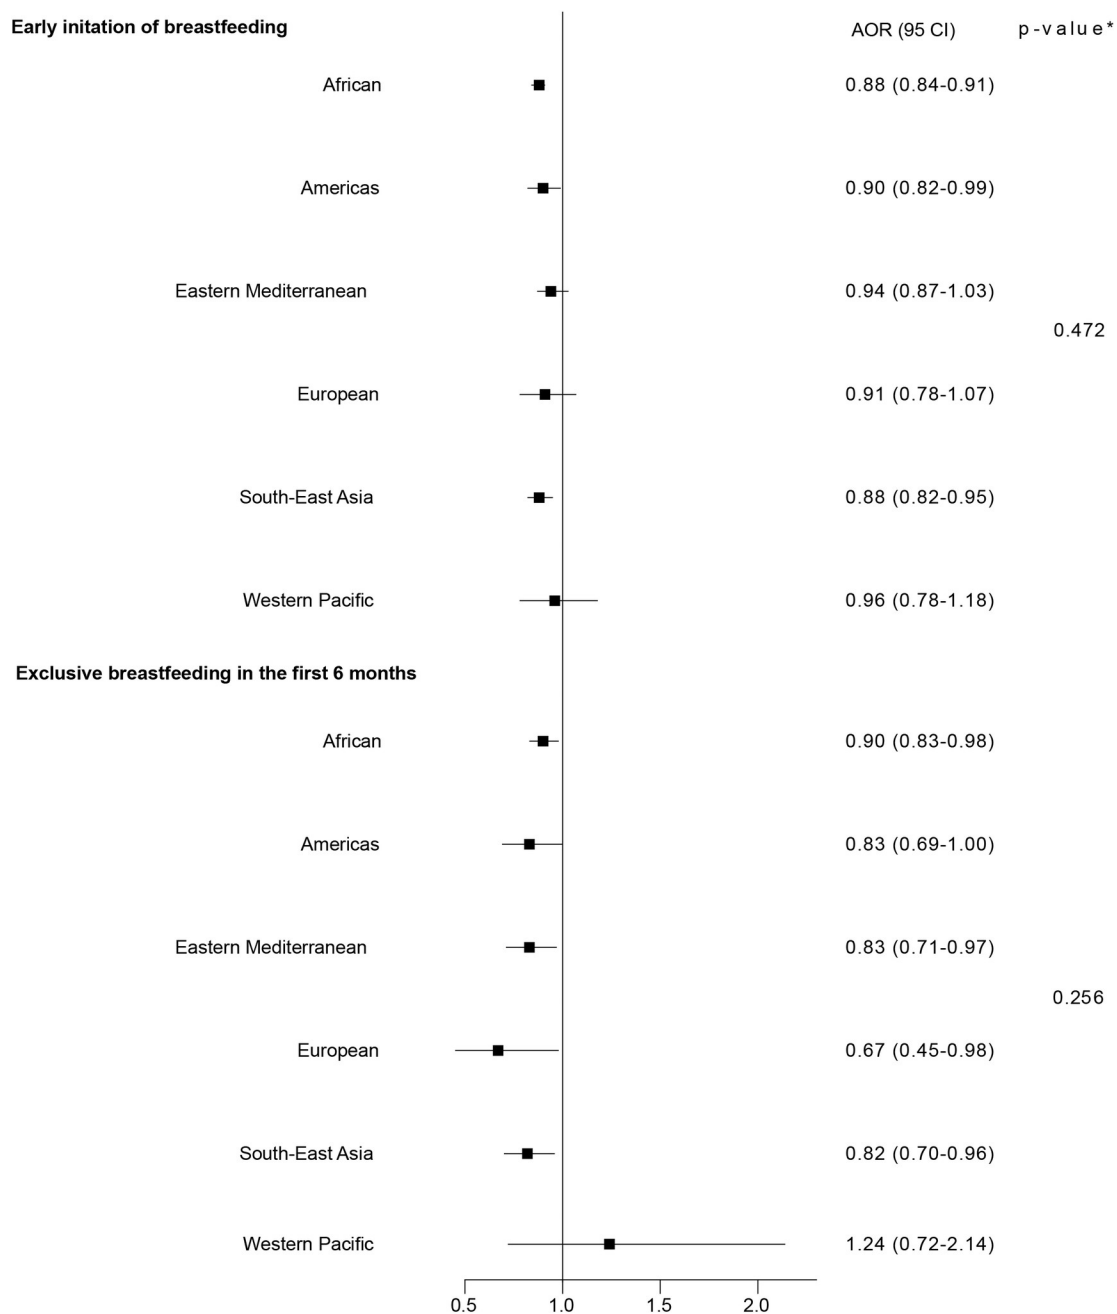 Early initation of breastfeeding AOR (95 CI) p-value*
African 0.88 (0.84-0.91)
Americas 0.90 (0.82-0.99)
Eastern Mediterranean 0.94 (0.87-1.03)
0.472
European 0.91 (0.78-1.07)
South-East Asia 0.88 (0.82-0.95)
Western Pacific 0.96 (0.78-1.18)
Exclusive breastfeeding in the first 6 months
African 0.90 (0.83-0.98)
Americas 0.83 (0.69-1.00)
Eastern Mediterranean 0.83 (0.71-0.97)
0.256
European 0.67 (0.45-0.98)
South-East Asia 0.82 (0.70-0.96)
Western Pacific 1.24 (0.72-2.14)
0.5 1.0 1.5 2.0